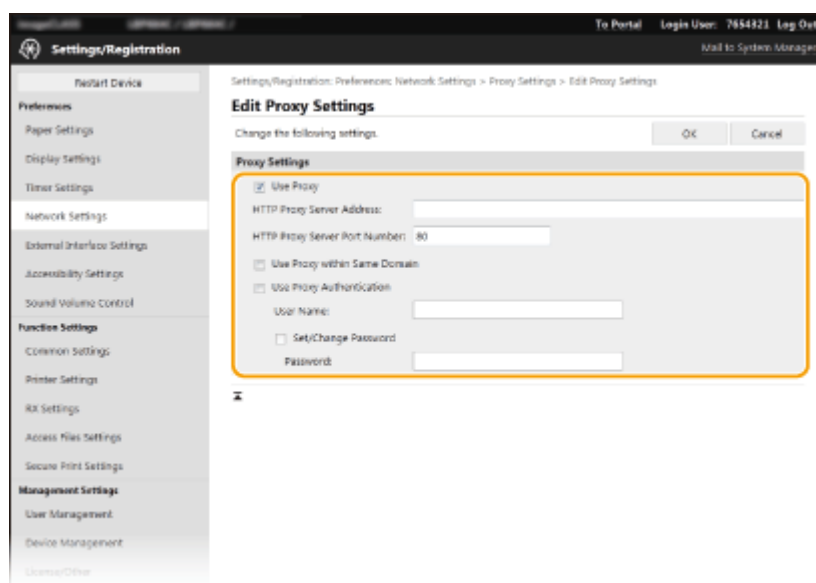 To Portal Login User: 7654321 Log Out
Settings/Registration
Mail to System Manager
Restart Device
Settings/Registration: Preferences: Network Settings > Proxy Settings > Edit Proxy Settings
Preferences
Edit Proxy Settings
Paper Settings
Change the following settings.
OK
Cancel
Display Settings
Proxy Settings
Timer Settings
Use Proxy
Network Settings
HTTP Proxy Server Address:
HTTP Proxy Server Port Number: 80
External Interface Settings
Use Proxy within Same Domain
Accessibility Settings
Use Proxy Authentication
Sound Volume Control
User Name:
Function Settings
Set/Change Password
Common Settings
Password:
Printer Settings
RX Settings
Access Files Settings
Secure Print Settings
Management Settings
User Management
Device Management
License/Other